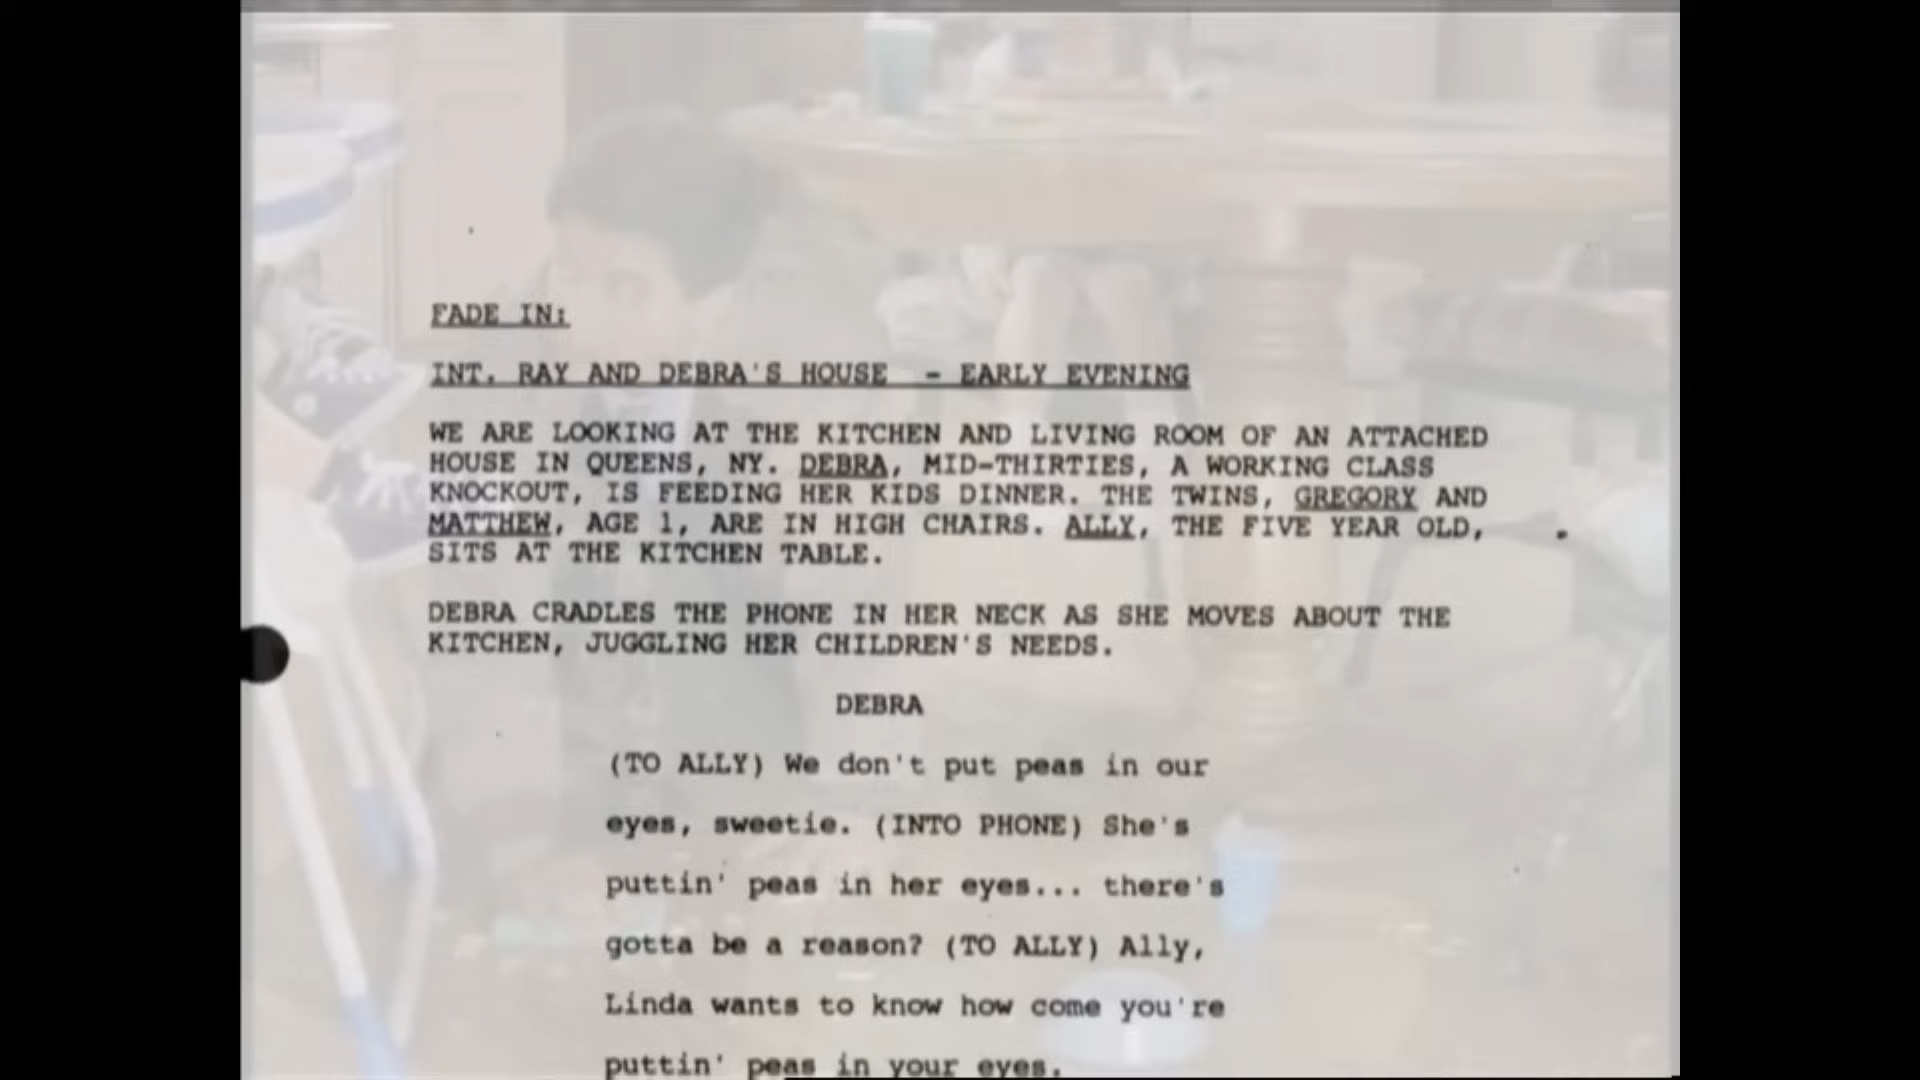 FADE IN:
INT. RAY AND DEBRA'S HOUSE - EARLY EVENING
WE ARE LOOKING AT THE KITCHEN AND LIVING ROOM OF AN ATTACHED
HOUSE IN QUEENS, NY. DEBRA, MID-THIRTIES, A WORKING CLASS
KNOCKOUT, IS FEEDING HER KIDS DINNER. THE TWINS, GREGORY AND
MATTHEW, AGE 1, ARE IN HIGH CHAIRS. ALLY, THE FIVE YEAR OLD,
SITS AT THE KITCHEN TABLE.
DEBRA CRADLES THE PHONE IN HER NECK AS SHE MOVES ABOUT THE
KITCHEN, JUGGLING HER CHILDREN'S NEEDS.
DEBRA
(TO ALLY) We don't put peas in our
eyes, sweetie. (INTO PHONE) She's
puttin' peas in her eyes... there's
gotta be a reason? (TO ALLY) Ally,
Linda wants to know how come you're
puttin' peas in your eyes.